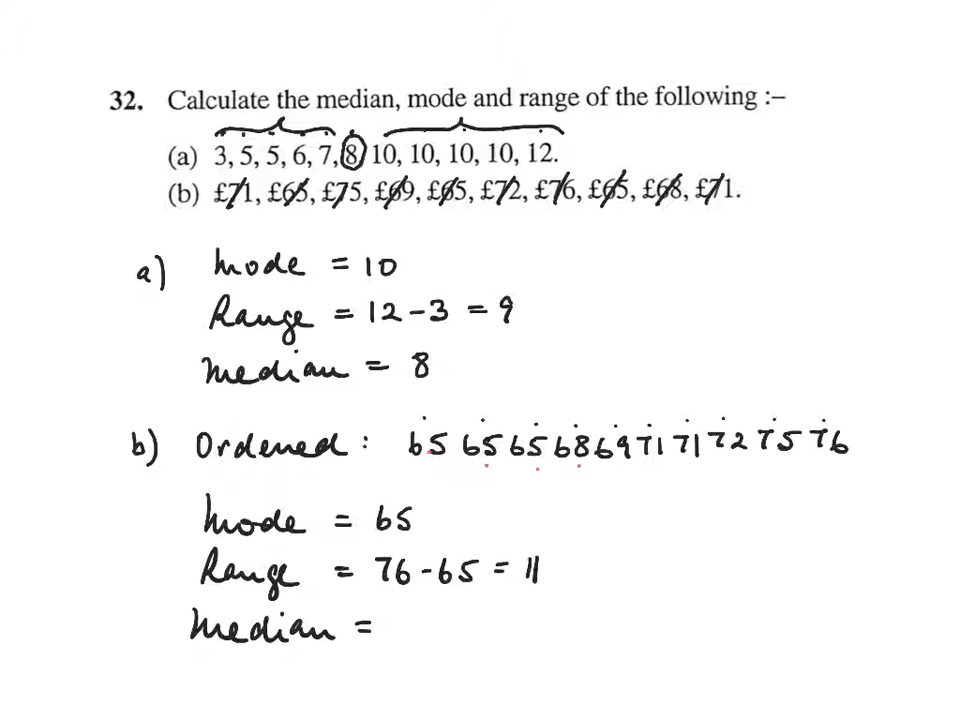 32. Calculate the median, mode and range of the following :–
(a) 3, 5, 5, 6, 7, 8 10, 10, 10, 10, 12.
(b) £71, £65, £75, £69, £65, £72, £76, £65, £68, £71.
a) Mode = 10
Range = 12 - 3 = 9
Median = 8
b) Ordered : 65 65 65 68 69 71 71 72 75 76
Mode = 65
Range = 76 - 65 = 11
Median =